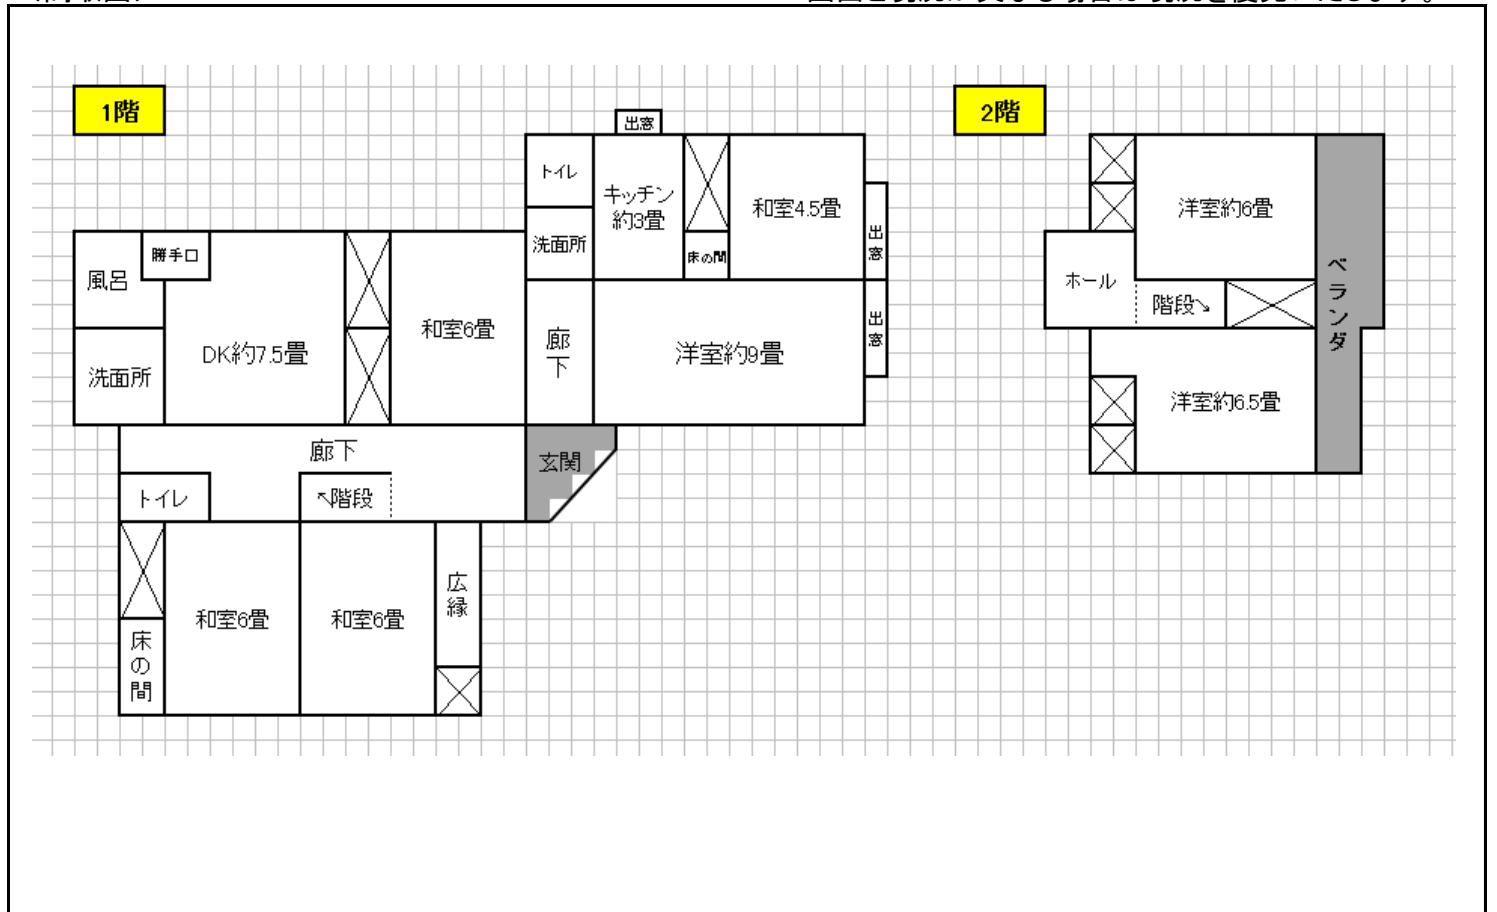 1階
出窓
トイレ
キッチン
約3畳
和室4.5畳
出窓
洗面所
床の間
勝手口
風呂
和室6畳
DK約7.5畳
洗面所
廊下
洋室約9畳
出窓
廊下
玄関
トイレ
↖階段
和室6畳
和室6畳
広縁
床の間
2階
洋室約6畳
ホール
階段↘
ベランダ
洋室約6.5畳